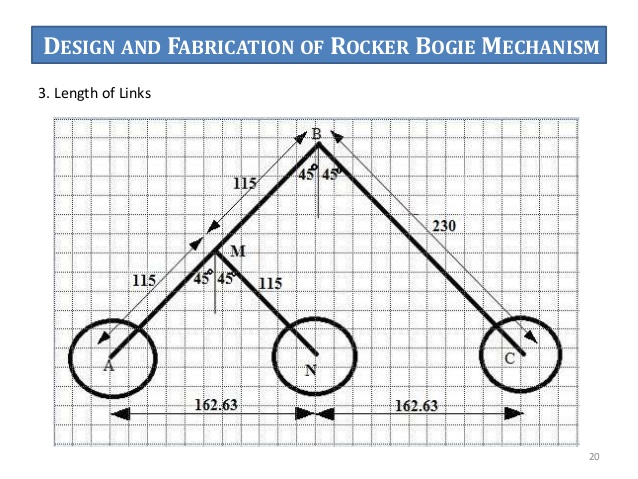 DESIGN AND FABRICATION OF ROCKER BOGIE MECHANISM
3. Length of Links
B
45° 45°
115
230
M
115
45° 45°
115
A
N
C
162.63
162.63
20